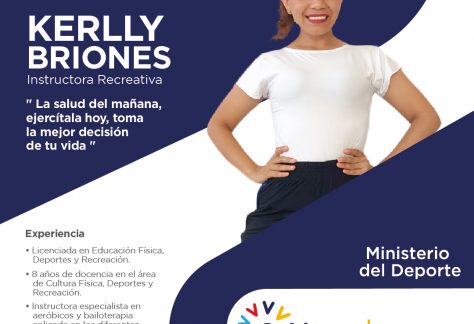 KERLLY
BRIONES
Instructora Recreativa
" La salud del mañana,
ejercítala hoy, toma
la mejor decisión
de tu vida "
Experiencia
• Licenciada en Educación Física,
Deportes y Recreación.
• 8 años de docencia en el área
de Cultura Física, Deportes y
Recreación.
• Instructora especialista en
aeróbicos y bailoterapia
Ministerio
del Deporte